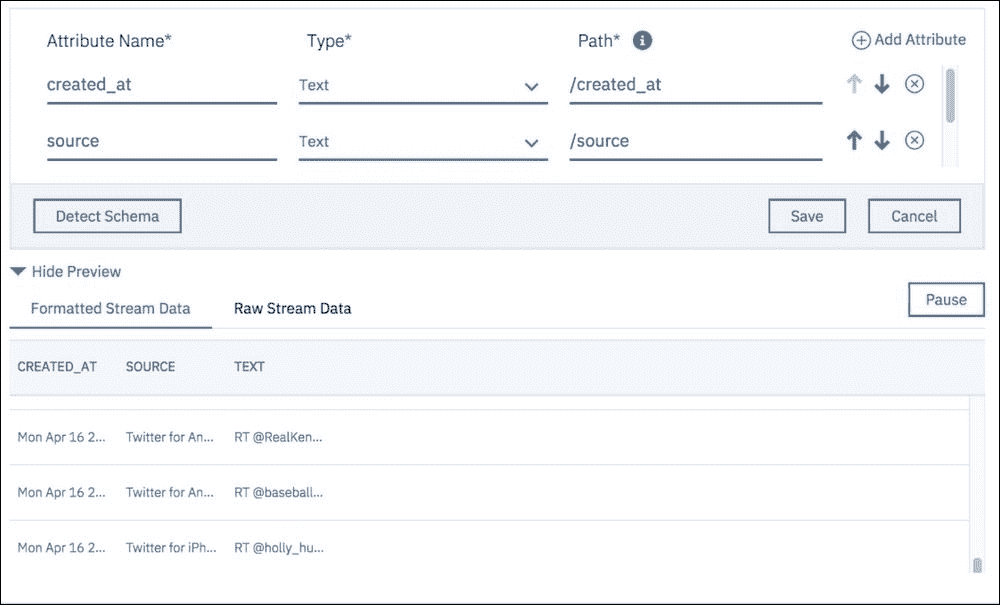 Attribute Name* Type* Path* i Add Attribute
created_at Text /created_at
source Text /source
Detect Schema Save Cancel
Hide Preview
Formatted Stream Data Raw Stream Data Pause
CREATED_AT SOURCE TEXT
Mon Apr 16 2... Twitter for An... RT @RealKen...
Mon Apr 16 2... Twitter for An... RT @baseball...
Mon Apr 16 2... Twitter for iPh... RT @holly_hu...